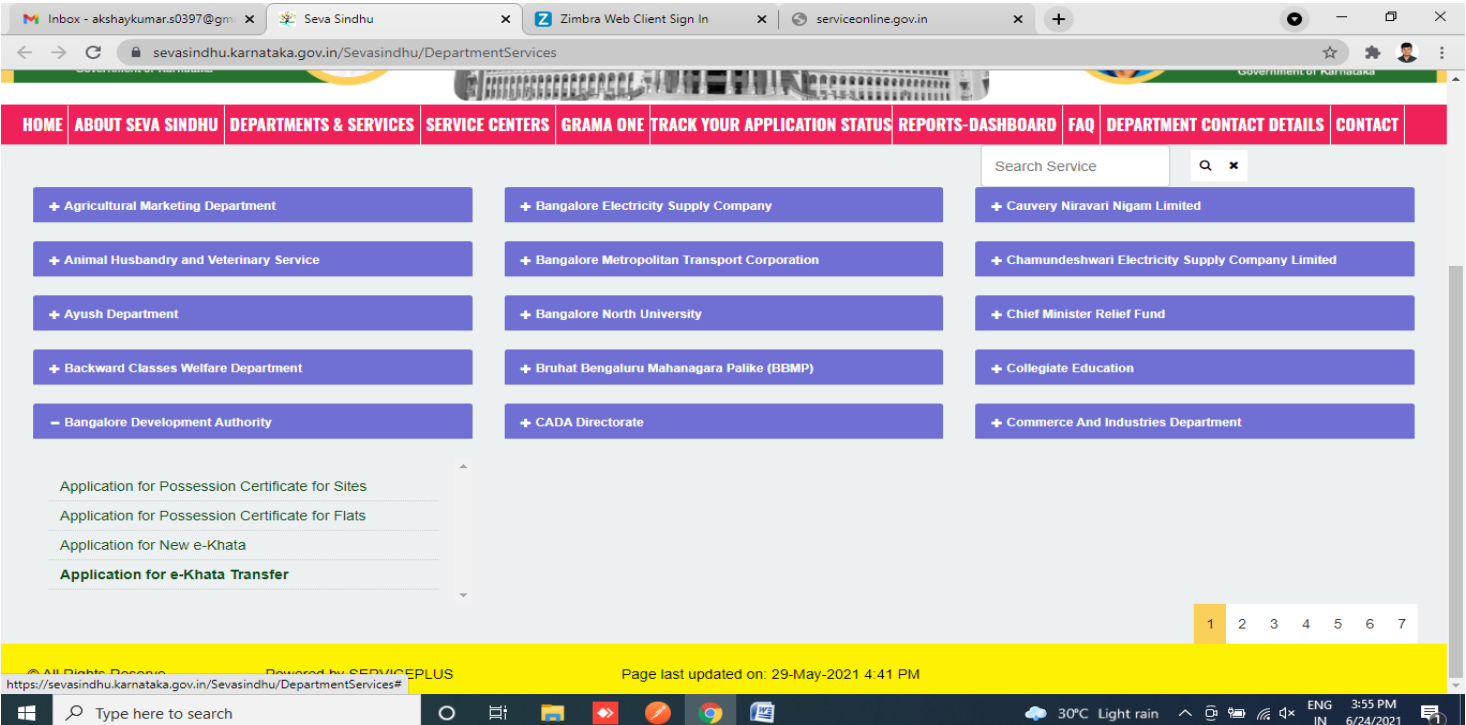 Inbox - akshaykumar.s0397@gm
Seva Sindhu
Zimbra Web Client Sign In
serviceonline.gov.in
sevasindhu.karnataka.gov.in/Sevasindhu/DepartmentServices
Government of Karnataka
Government of Karnataka
HOME ABOUT SEVA SINDHU DEPARTMENTS & SERVICES SERVICE CENTERS GRAMA ONE TRACK YOUR APPLICATION STATUS REPORTS-DASHBOARD FAQ DEPARTMENT CONTACT DETAILS CONTACT
Search Service
+ Agricultural Marketing Department
+ Bangalore Electricity Supply Company
+ Cauvery Niravari Nigam Limited
+ Animal Husbandry and Veterinary Service
+ Bangalore Metropolitan Transport Corporation
+ Chamundeshwari Electricity Supply Company Limited
+ Ayush Department
+ Bangalore North University
+ Chief Minister Relief Fund
+ Backward Classes Welfare Department
+ Bruhat Bengaluru Mahanagara Palike (BBMP)
+ Collegiate Education
− Bangalore Development Authority
+ CADA Directorate
+ Commerce And Industries Department
Application for Possession Certificate for Sites
Application for Possession Certificate for Flats
Application for New e-Khata
Application for e-Khata Transfer
1 2 3 4 5 6 7
© All Rights Reserve
Powered by SERVICEPLUS
Page last updated on: 29-May-2021 4:41 PM
https://sevasindhu.karnataka.gov.in/Sevasindhu/DepartmentServices#
Type here to search
30°C Light rain
ENG
IN
3:55 PM
6/24/2021